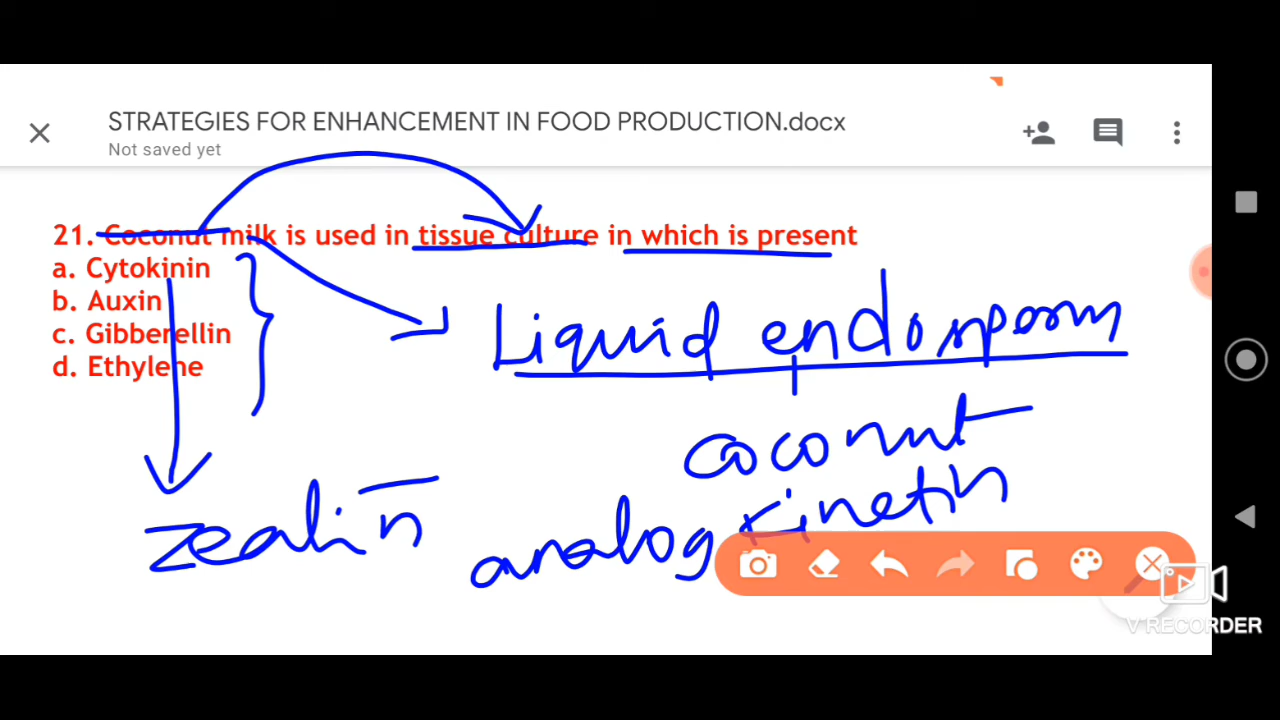 STRATEGIES FOR ENHANCEMENT IN FOOD PRODUCTION.docx
Not saved yet
21. Coconut milk is used in tissue culture in which is present
a. Cytokinin
b. Auxin
c. Gibberellin
d. Ethylene
Liquid endosperm
coconut
zealin analog kinetin
V RECORDER